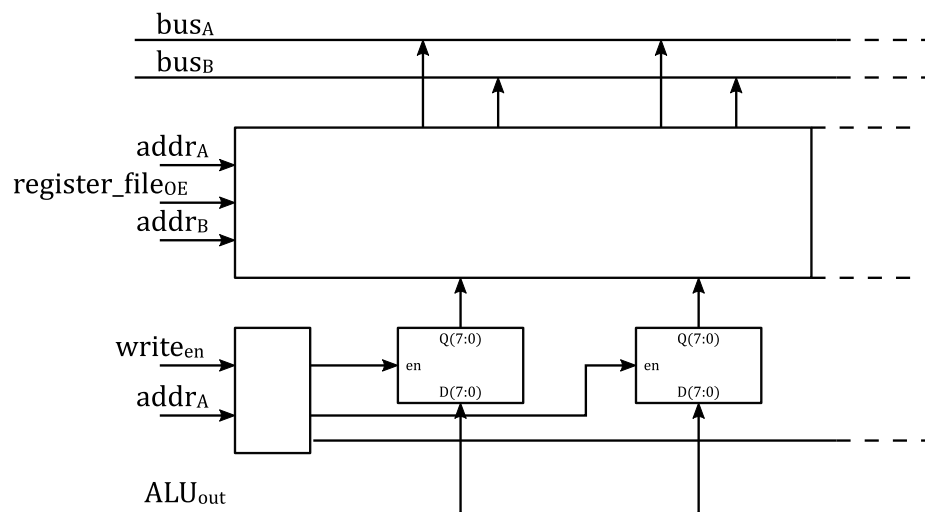 busA
busB
addrA
register_fileOE
addrB
writeen
Q(7:0)
Q(7:0)
en
en
addrA
D(7:0)
D(7:0)
ALUout